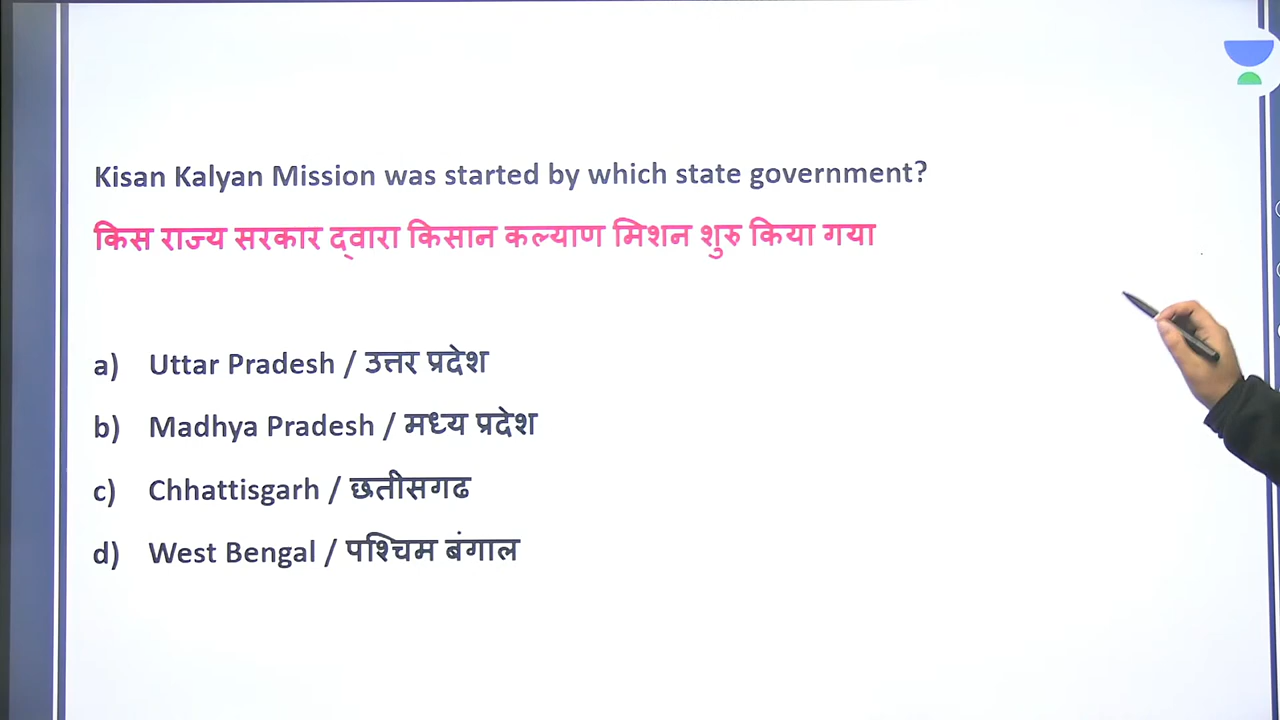 Kisan Kalyan Mission was started by which state government?
किस राज्य सरकार द्वारा किसान कल्याण मिशन शुरु किया गया
a) Uttar Pradesh / उत्तर प्रदेश
b) Madhya Pradesh / मध्य प्रदेश
c) Chhattisgarh / छतीसगढ
d) West Bengal / पश्चिम बंगाल